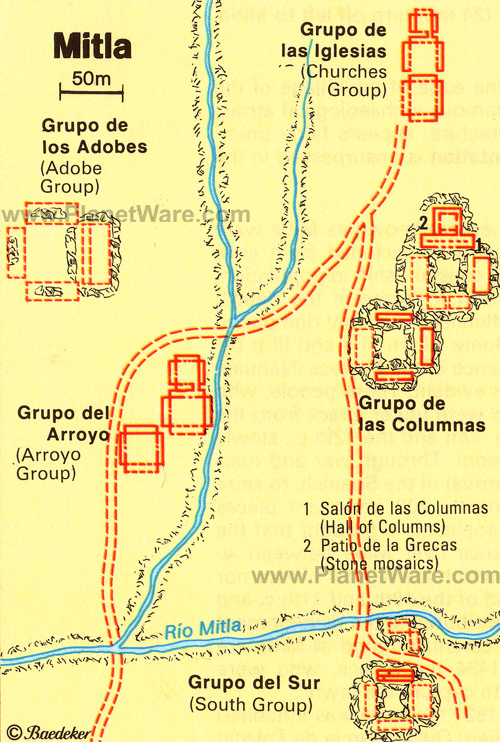 Mitla
50m
Grupo de
las Iglesias
(Churches
Group)
Grupo de
los Adobes
(Adobe
Group)
www.PlanetWare.com
2
1
Grupo de
las Columnas
Grupo del
Arroyo
(Arroyo
Group)
1 Salón de las Columnas
(Hall of Columns)
2 Patio de la Grecas
(Stone mosaics)
www.PlanetWare.com
Río Mitla
Grupo del Sur
(South Group)
© Baedeker